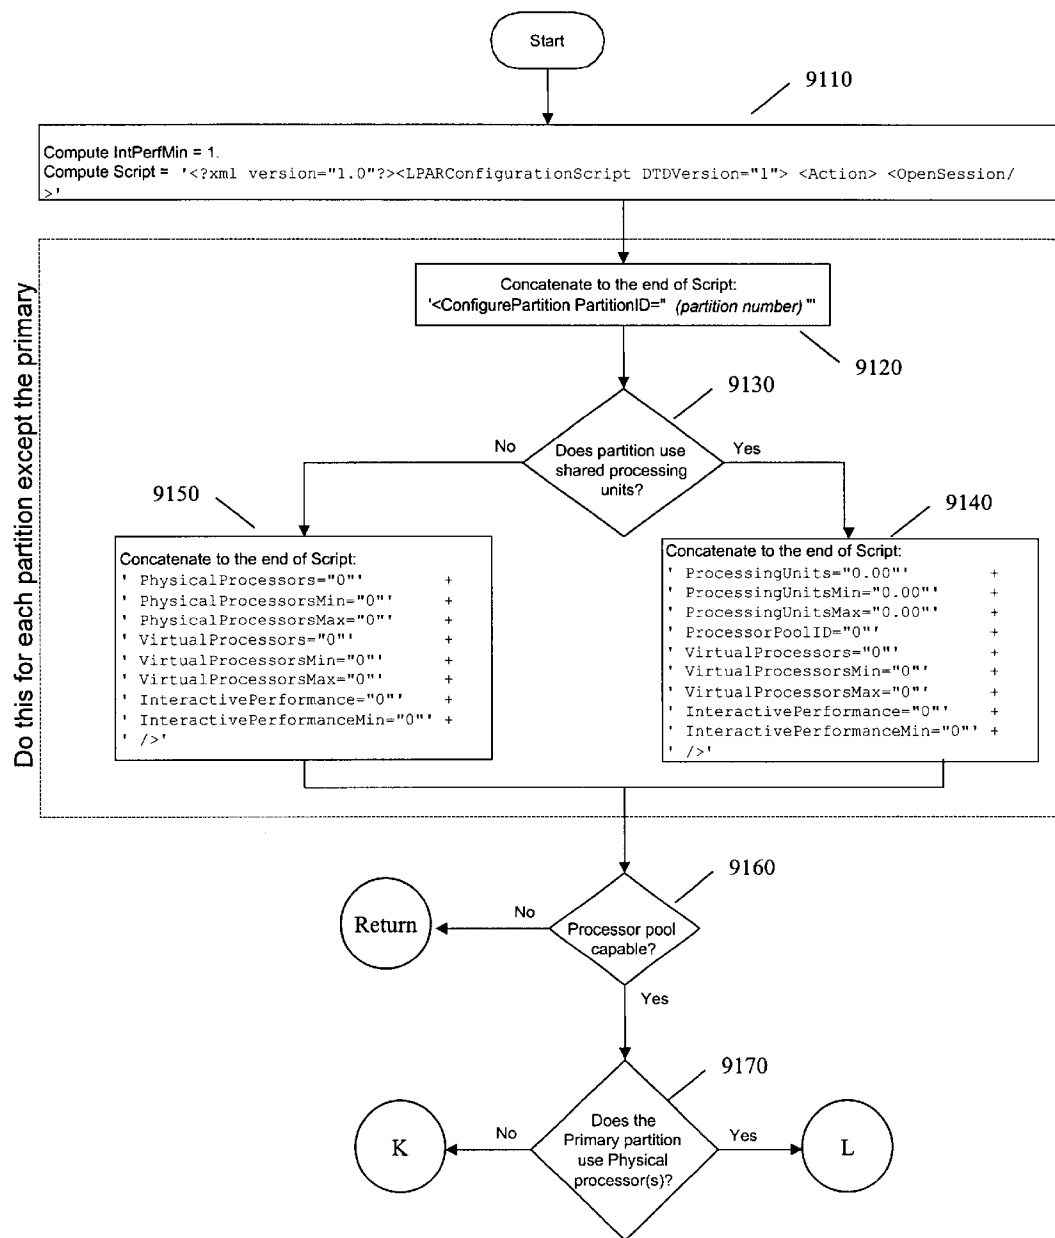 Start
9110
Compute IntPerfMin = 1.
Compute Script = '<?xml version="1.0"?><LPARConfigurationScript DTDVersion="1"> <Action> <OpenSession/
>'
Do this for each partition except the primary
Concatenate to the end of Script:
'<ConfigurePartition PartitionID=" (partition number) "'
9120
9130
No
Does partition use
shared processing
units?
Yes
9150
Concatenate to the end of Script:
' PhysicalProcessors="0"' +
' PhysicalProcessorsMin="0"' +
' PhysicalProcessorsMax="0"' +
' VirtualProcessors="0"' +
' VirtualProcessorsMin="0"' +
' VirtualProcessorsMax="0"' +
' InteractivePerformance="0"' +
' InteractivePerformanceMin="0"' +
' />'
9140
Concatenate to the end of Script:
' ProcessingUnits="0.00"' +
' ProcessingUnitsMin="0.00"' +
' ProcessingUnitsMax="0.00"' +
' ProcessorPoolID="0"' +
' VirtualProcessors="0"' +
' VirtualProcessorsMin="0"' +
' VirtualProcessorsMax="0"' +
' InteractivePerformance="0"' +
' InteractivePerformanceMin="0"' +
' />'
9160
Return
No
Processor pool
capable?
Yes
9170
K
No
Does the
Primary partition
use Physical
processor(s)?
Yes
L